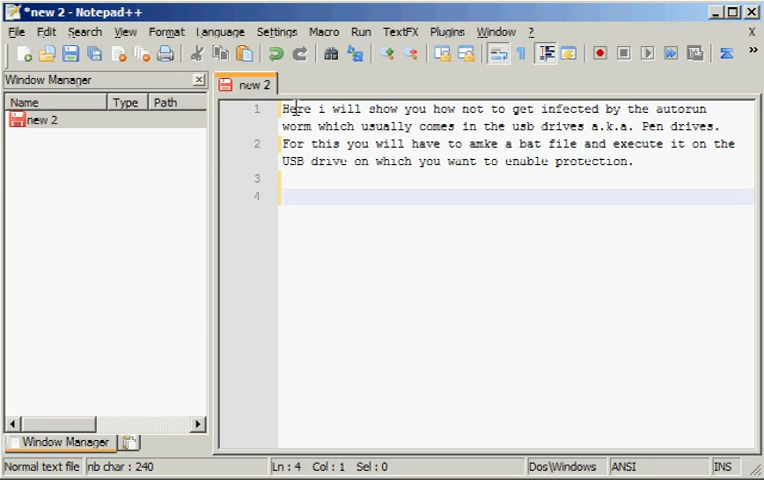 *new 2 - Notepad++
File Edit Search View Format Language Settings Macro Run TextFX Plugins Window ? X
Window Manager
new 2
Name Type Path
new 2
1 Here i will show you how not to get infected by the autorun
worm which usually comes in the usb drives a.k.a. Pen drives.
2 For this you will have to amke a bat file and execute it on the
USB drive on which you want to enable protection.
3
4
Window Manager
Normal text file nb char : 240 Ln : 4 Col : 1 Sel : 0 Dos\Windows ANSI INS